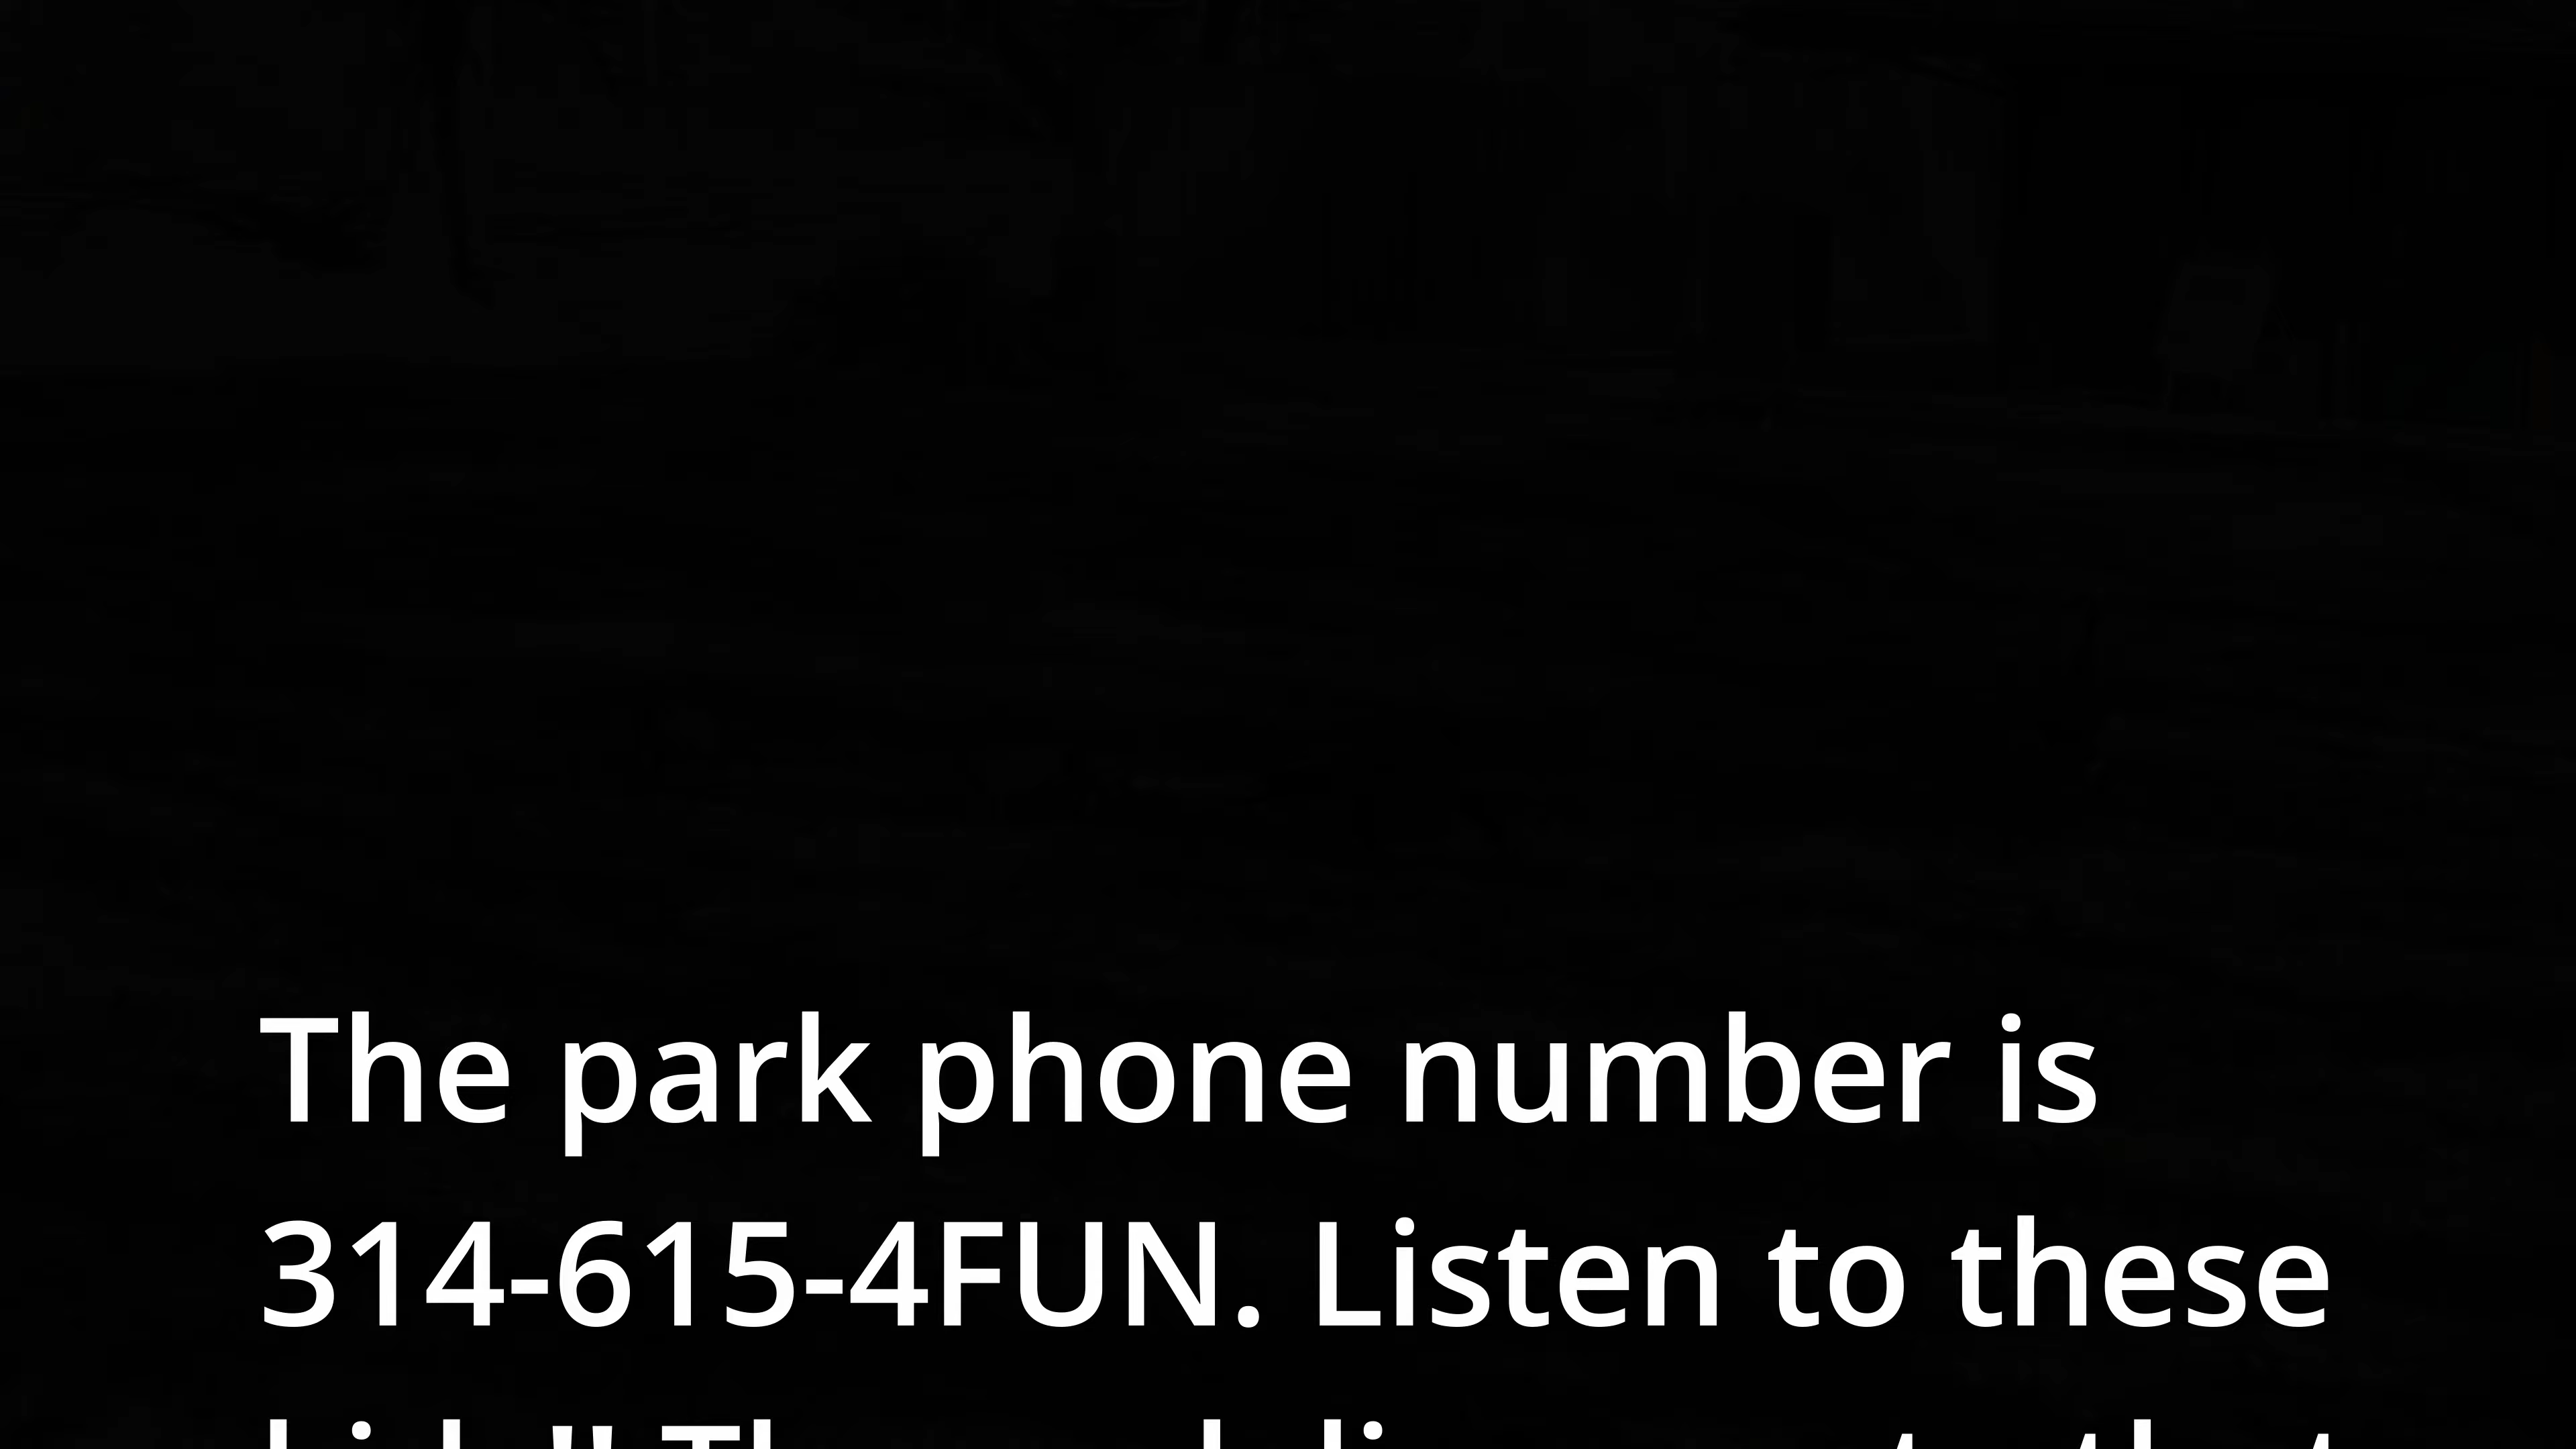 The park phone number is
314-615-4FUN. Listen to these